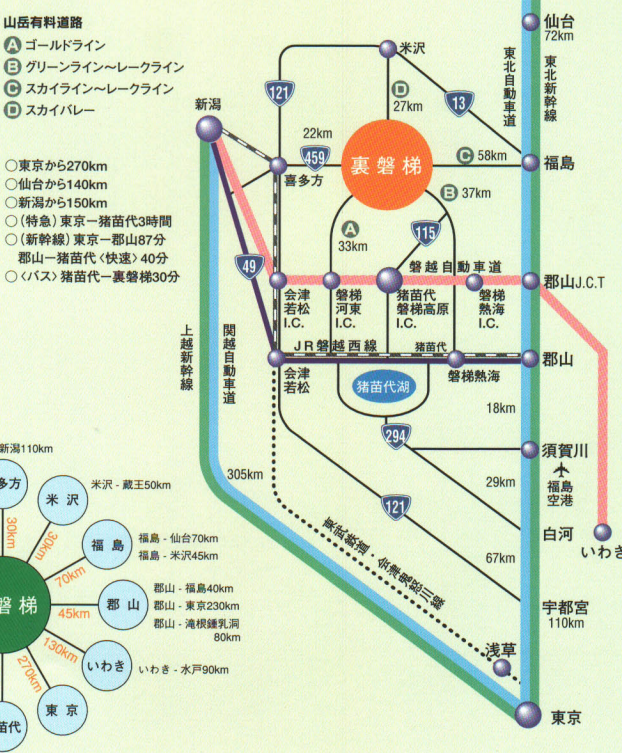 山岳有料道路
A ゴールドライン
B グリーンライン〜レークライン
C スカイライン〜レークライン
D スカイバレー
○東京から270km
○仙台から140km
○新潟から150km
○(特急)東京ー猪苗代3時間
○(新幹線)東京ー郡山87分
郡山ー猪苗代〈快速〉40分
○〈バス〉猪苗代ー裏磐梯30分
仙台
72km
東北自動車道
東北新幹線
米沢
121
D
27km
13
新潟
22km
459
裏磐梯
C 58km
福島
喜多方
B 37km
A
33km
115
49
磐越自動車道
郡山J.C.T
会津
若松
I.C.
磐梯
河東
I.C.
猪苗代
磐梯高原
I.C.
磐梯
熱海
I.C.
上越新幹線
関越自動車道
JR磐越西線
猪苗代
郡山
会津
若松
猪苗代湖
磐梯熱海
18km
294
須賀川
福島
空港
305km
29km
121
白河
いわき
東武鉄道 会津鬼怒川線
67km
宇都宮
110km
浅草
東京
新潟110km
多方
30km
米沢
米沢 - 蔵王50km
30km
福島
福島 - 仙台70km
福島 - 米沢45km
70km
磐梯
45km
郡山
郡山 - 福島40km
郡山 - 東京230km
郡山 - 滝根鍾乳洞
80km
130km
いわき
いわき - 水戸90km
270km
東京
苗代